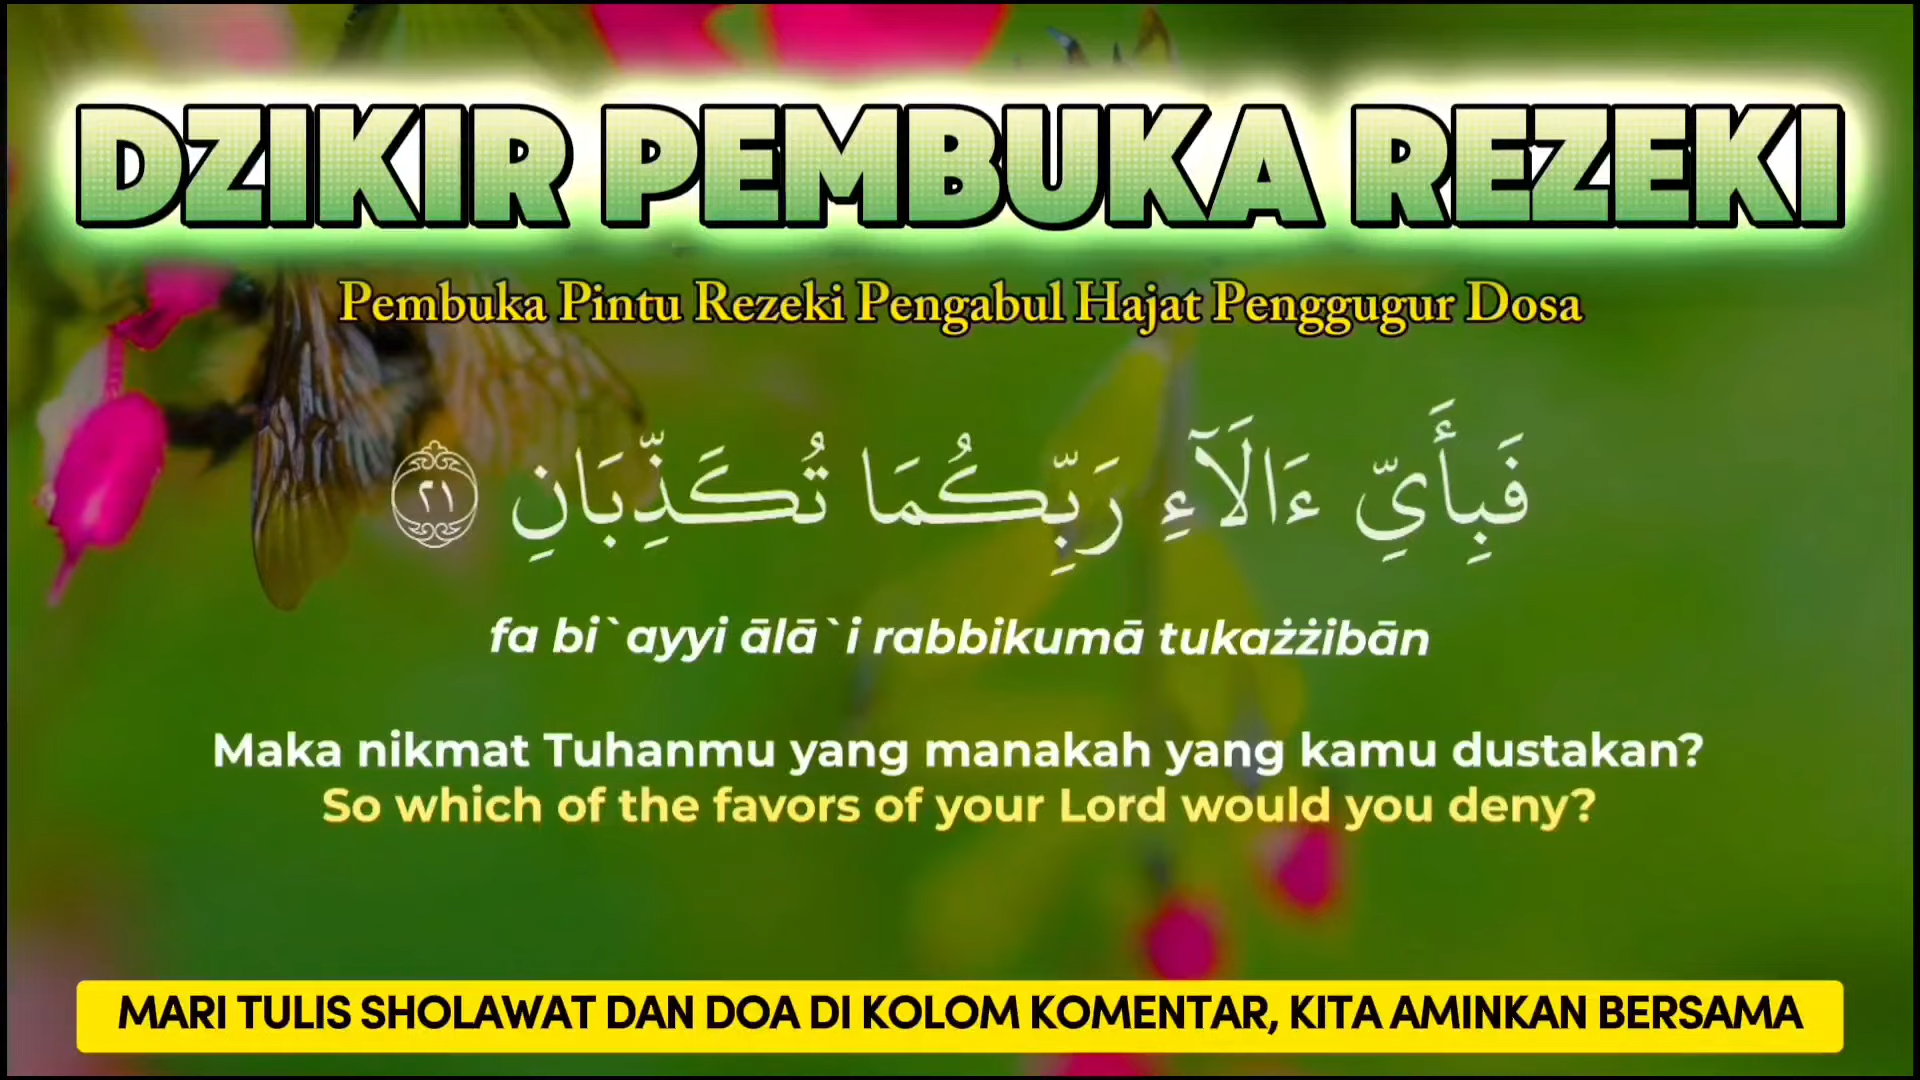 DZIKIR PEMBUKA REZEKI
Pembuka Pintu Rezeki Pengabul Hajat Penggugur Dosa
فَبِأَيِّ ءَالَآءِ رَبِّكُمَا تُكَذِّبَانِ ٢١
fa bi`ayyi ālā`i rabbikumā tukażżibān
Maka nikmat Tuhanmu yang manakah yang kamu dustakan?
So which of the favors of your Lord would you deny?
MARI TULIS SHOLAWAT DAN DOA DI KOLOM KOMENTAR, KITA AMINKAN BERSAMA